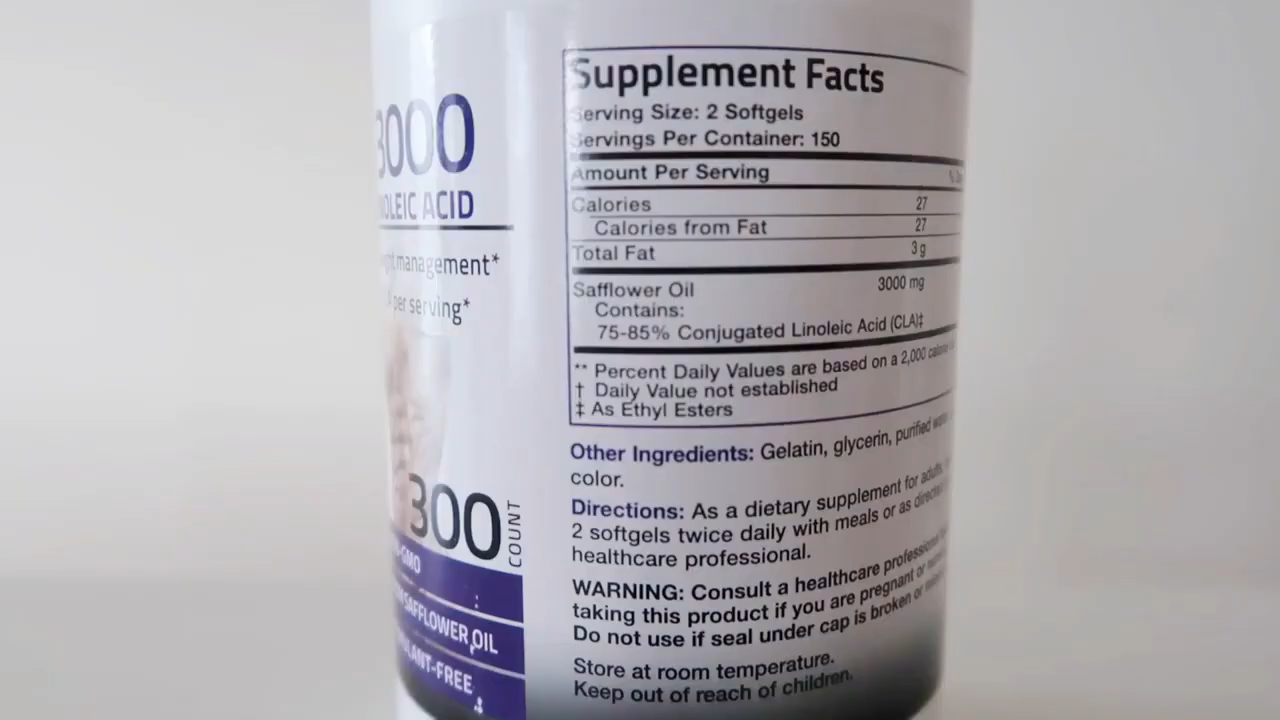 3000
NOLEIC ACID
management*
per serving*
300
COUNT
-GMO
SAFFLOWER OIL
LANT-FREE
Supplement Facts
Serving Size: 2 Softgels
Servings Per Container: 150
Amount Per Serving
Calories 27
Calories from Fat 27
Total Fat 3 g
Safflower Oil 3000 mg
Contains:
75-85% Conjugated Linoleic Acid (CLA)‡
** Percent Daily Values are based on a 2,000 calorie
† Daily Value not established
‡ As Ethyl Esters
Other Ingredients: Gelatin, glycerin, purified
color.
Directions: As a dietary supplement for adults,
2 softgels twice daily with meals or as directed
healthcare professional.
WARNING: Consult a healthcare professional
taking this product if you are pregnant or
Do not use if seal under cap is broken or
Store at room temperature.
Keep out of reach of children.